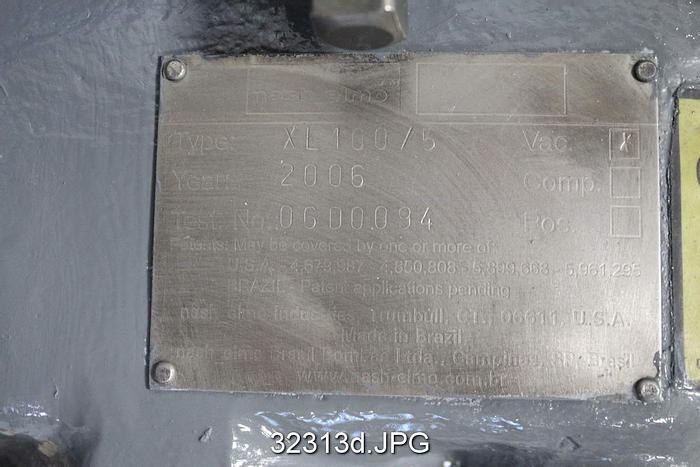 Type: XL100/5 Vac. X
Year: 2006 Comp.
Test. No. 06D0094 Pos.
Patents: May be covered by one or more of:
U.S.A. - 4,679,987 - 4,850,808 - 5,899,668 - 5,961,295
BRAZIL - Patent applications pending
nash_elmo Industries Trumbull, CT., 06611, U.S.A.
Made in Brazil
nash_elmo Brasil Bombas Ltda., Campinas, SP, Brasil
www.nash-elmo.com.br
32313d.JPG